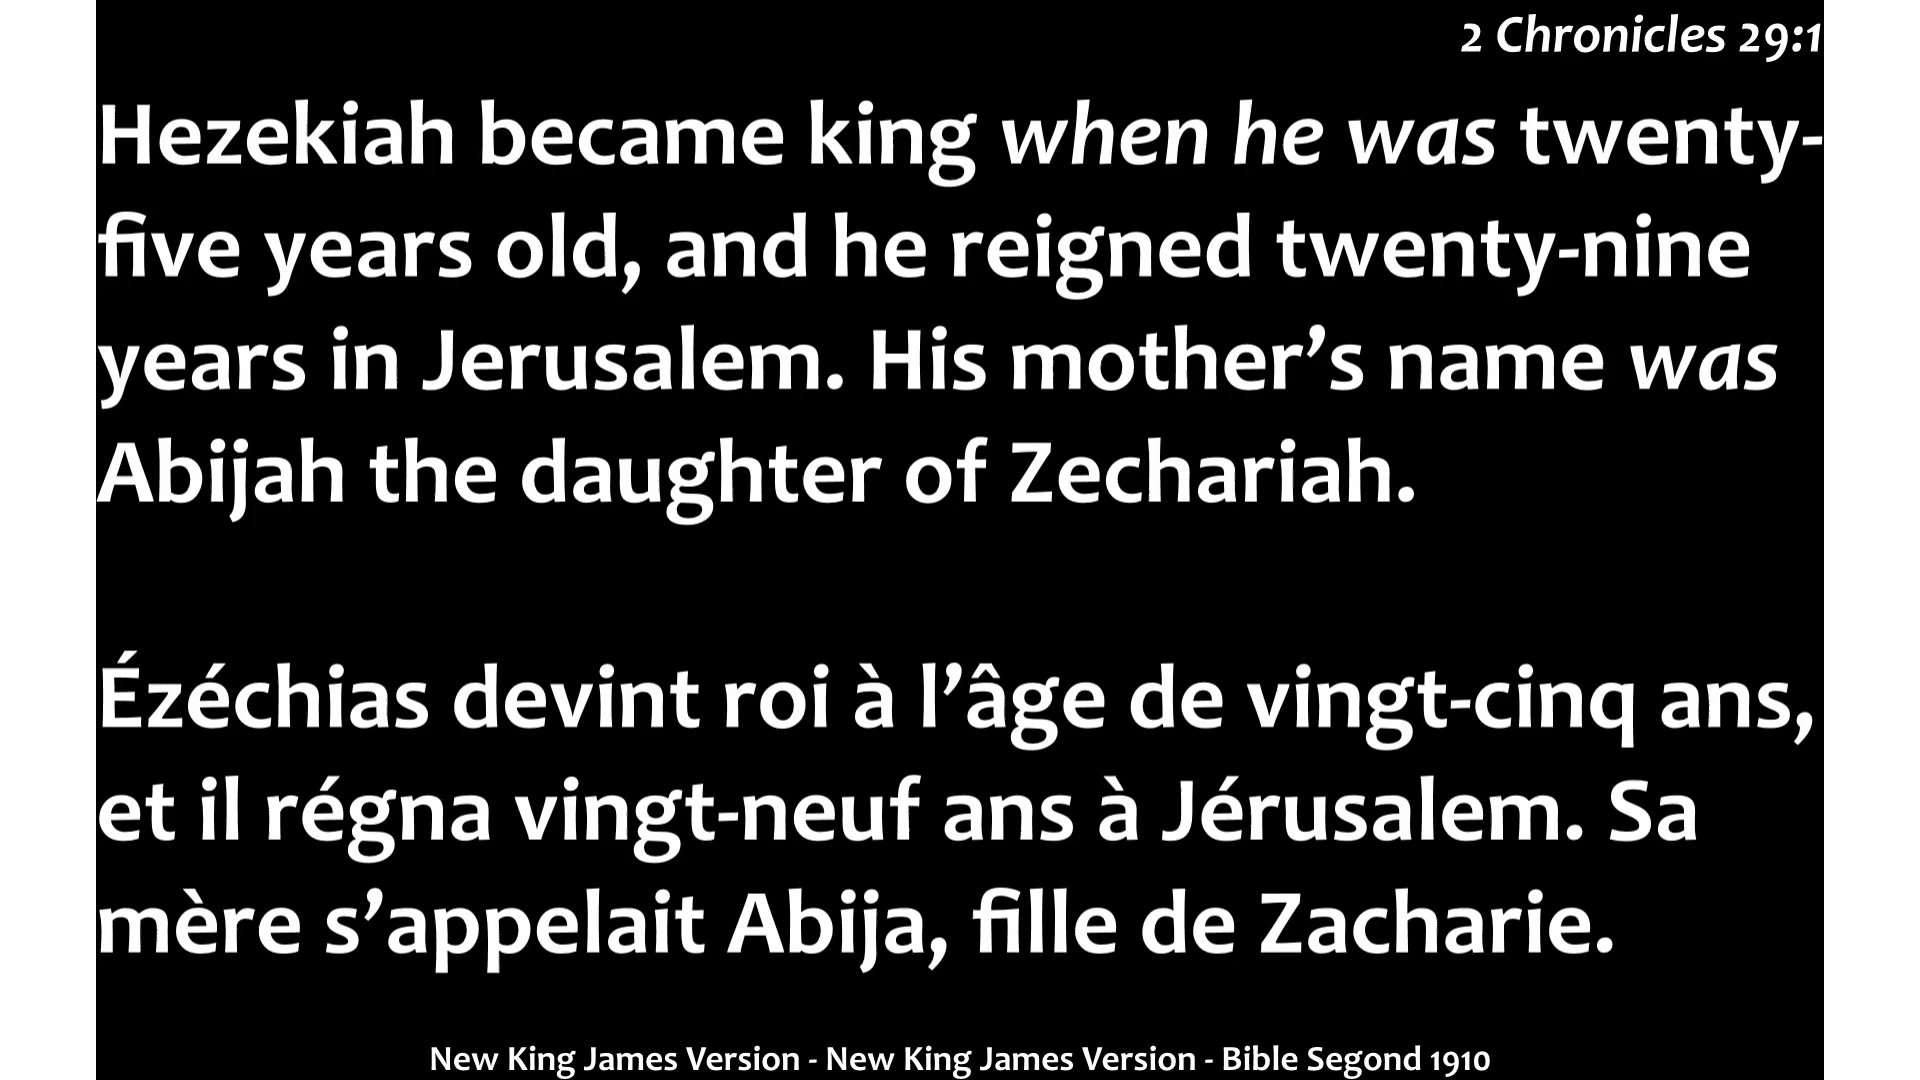 2 Chronicles 29:1
Hezekiah became king when he was twenty-
five years old, and he reigned twenty-nine
years in Jerusalem. His mother’s name was
Abijah the daughter of Zechariah.
Ézéchias devint roi à l’âge de vingt-cinq ans,
et il régna vingt-neuf ans à Jérusalem. Sa
mère s’appelait Abija, fille de Zacharie.
New King James Version - New King James Version - Bible Segond 1910